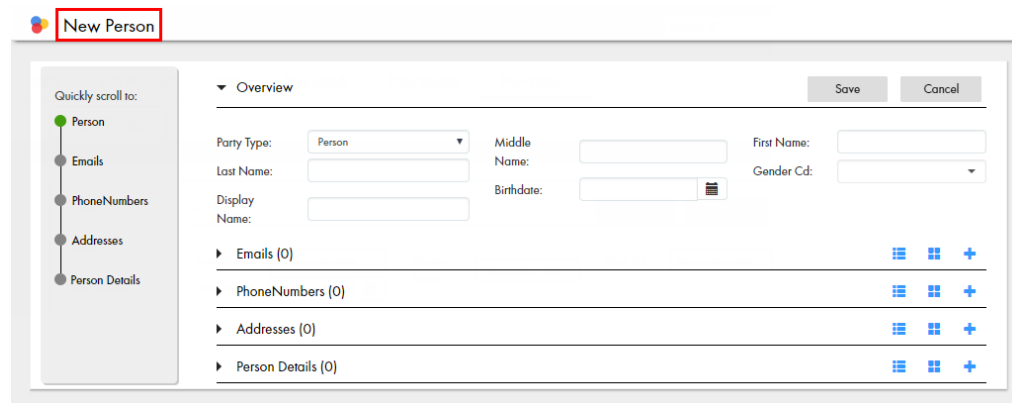 New Person
Quickly scroll to:
Person
Emails
PhoneNumbers
Addresses
Person Details
Overview
Save
Cancel
Party Type:
Person
Middle
Name:
First Name:
Last Name:
Birthdate:
Gender Cd:
Display
Name:
Emails (0)
PhoneNumbers (0)
Addresses (0)
Person Details (0)